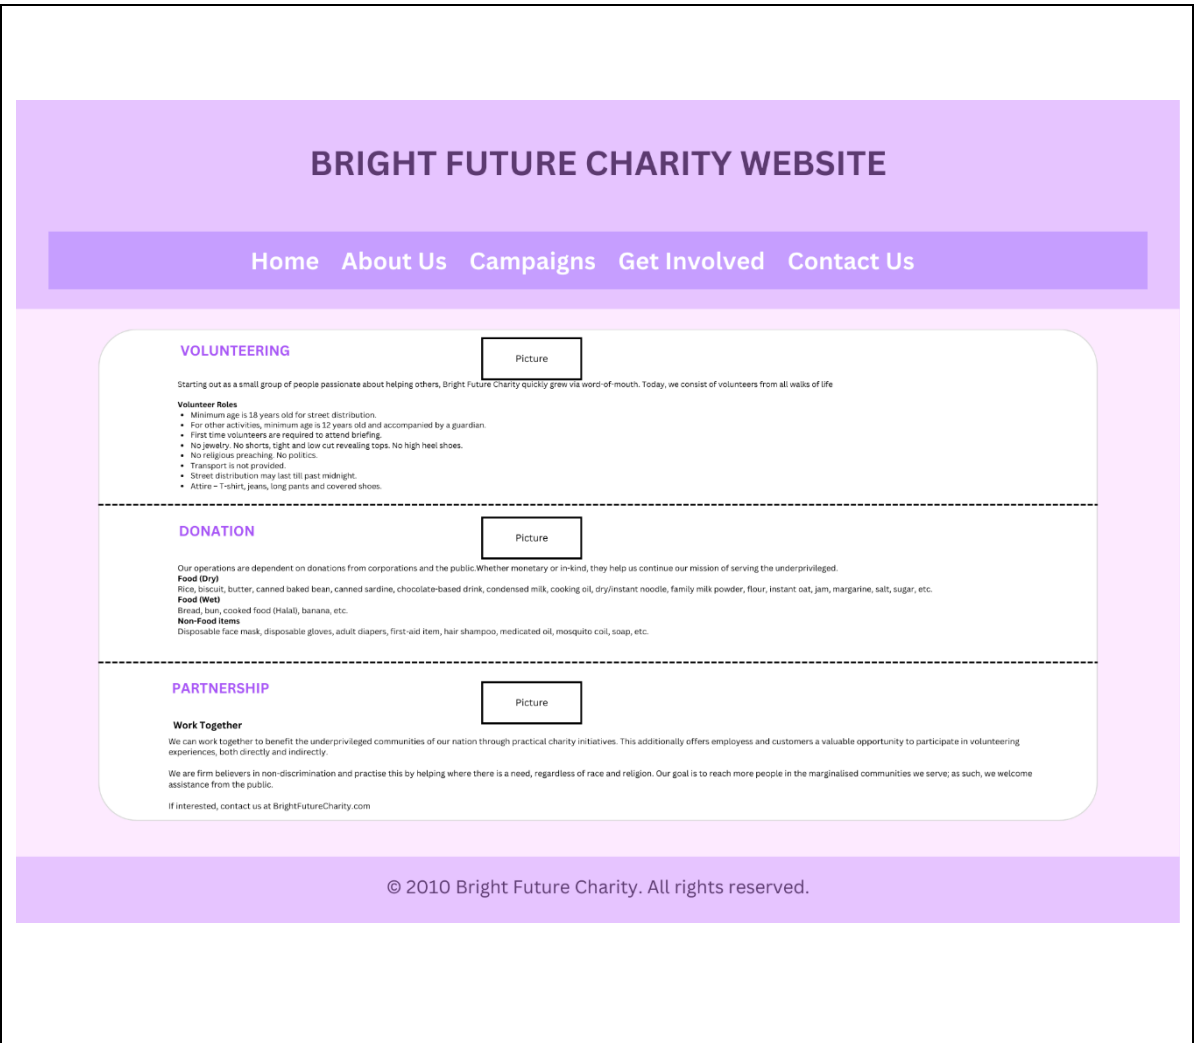 BRIGHT FUTURE CHARITY WEBSITE
Home About Us Campaigns Get Involved Contact Us
VOLUNTEERING
Picture
Starting out as a small group of people passionate about helping others, Bright Future Charity quickly grew via word-of-mouth. Today, we consist of volunteers from all walks of life
Volunteer Roles
• Minimum age is 18 years old for street distribution.
• For other activities, minimum age is 12 years old and accompanied by a guardian.
• First time volunteers are required to attend briefing.
• No jewelry. No shorts, tight and low cut revealing tops. No high heel shoes.
• No religious preaching. No politics.
• Transport is not provided.
• Street distribution may last till past midnight.
• Attire – T-shirt, jeans, long pants and covered shoes.
DONATION
Picture
Our operations are dependent on donations from corporations and the public.Whether monetary or in-kind, they help us continue our mission of serving the underprivileged.
Food (Dry)
Rice, biscuit, butter, canned baked bean, canned sardine, chocolate-based drink, condensed milk, cooking oil, dry/instant noodle, family milk powder, flour, instant oat, jam, margarine, salt, sugar, etc.
Food (Wet)
Bread, bun, cooked food (Halal), banana, etc.
Non-Food items
Disposable face mask, disposable gloves, adult diapers, first-aid item, hair shampoo, medicated oil, mosquito coil, soap, etc.
PARTNERSHIP
Picture
Work Together
We can work together to benefit the underprivileged communities of our nation through practical charity initiatives. This additionally offers employess and customers a valuable opportunity to participate in volunteering
experiences, both directly and indirectly.
We are firm believers in non-discrimination and practise this by helping where there is a need, regardless of race and religion. Our goal is to reach more people in the marginalised communities we serve; as such, we welcome
assistance from the public.
If interested, contact us at BrightFutureCharity.com
© 2010 Bright Future Charity. All rights reserved.